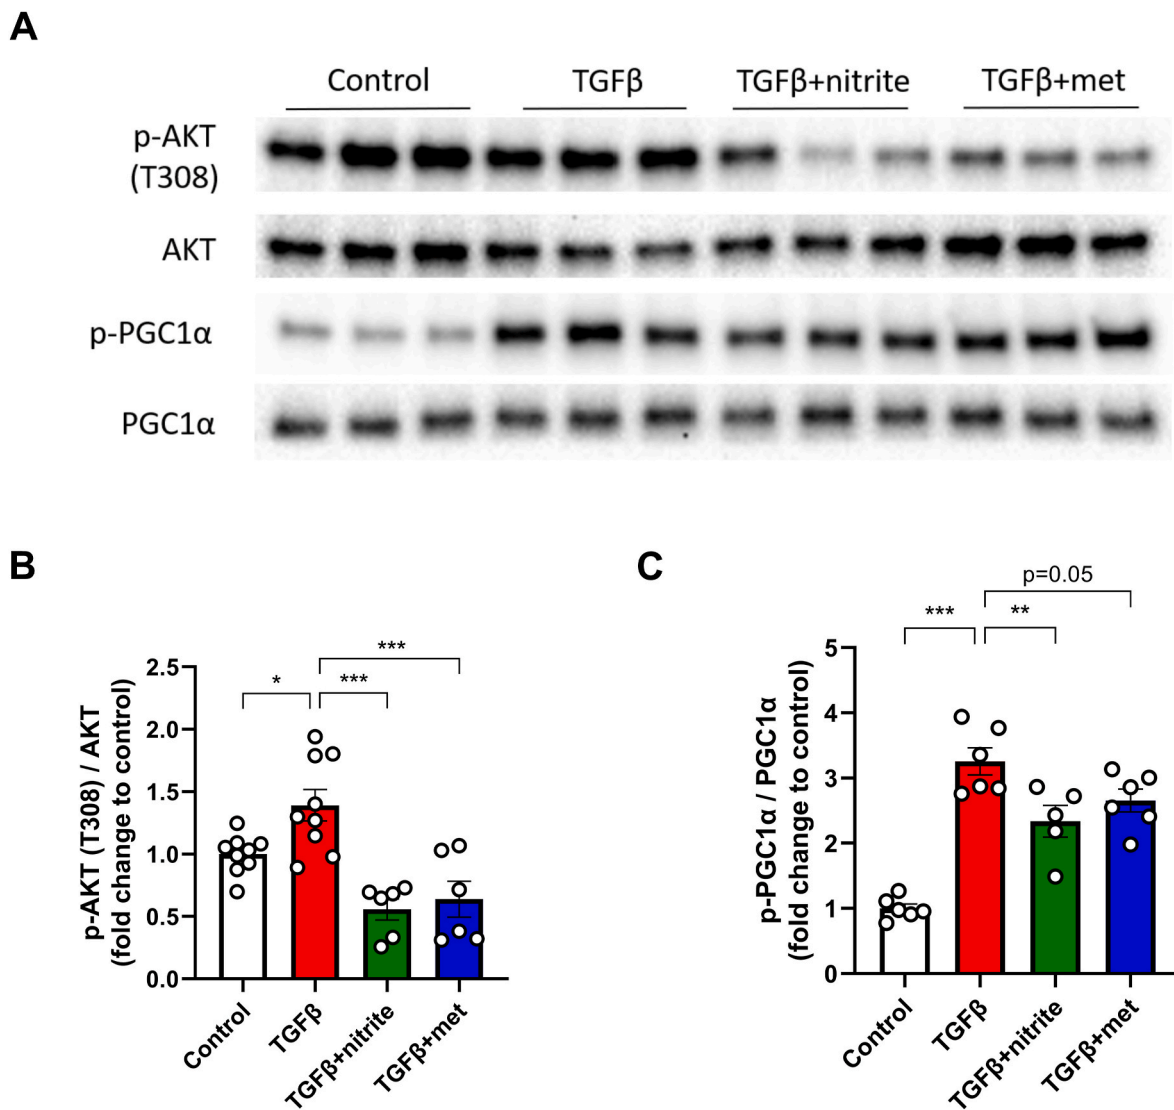 A
Control TGFβ TGFβ+nitrite TGFβ+met
p-AKT
(T308)
AKT
p-PGC1α
PGC1α
B
p-AKT (T308) / AKT
(fold change to control)
2.5
2.0
1.5
1.0
0.5
0.0
*
***
***
Control
TGFβ
TGFβ+nitrite
TGFβ+met
C
p-PGC1α / PGC1α
(fold change to control)
5
4
3
2
1
0
p=0.05
***
**
Control
TGFβ
TGFβ+nitrite
TGFβ+met